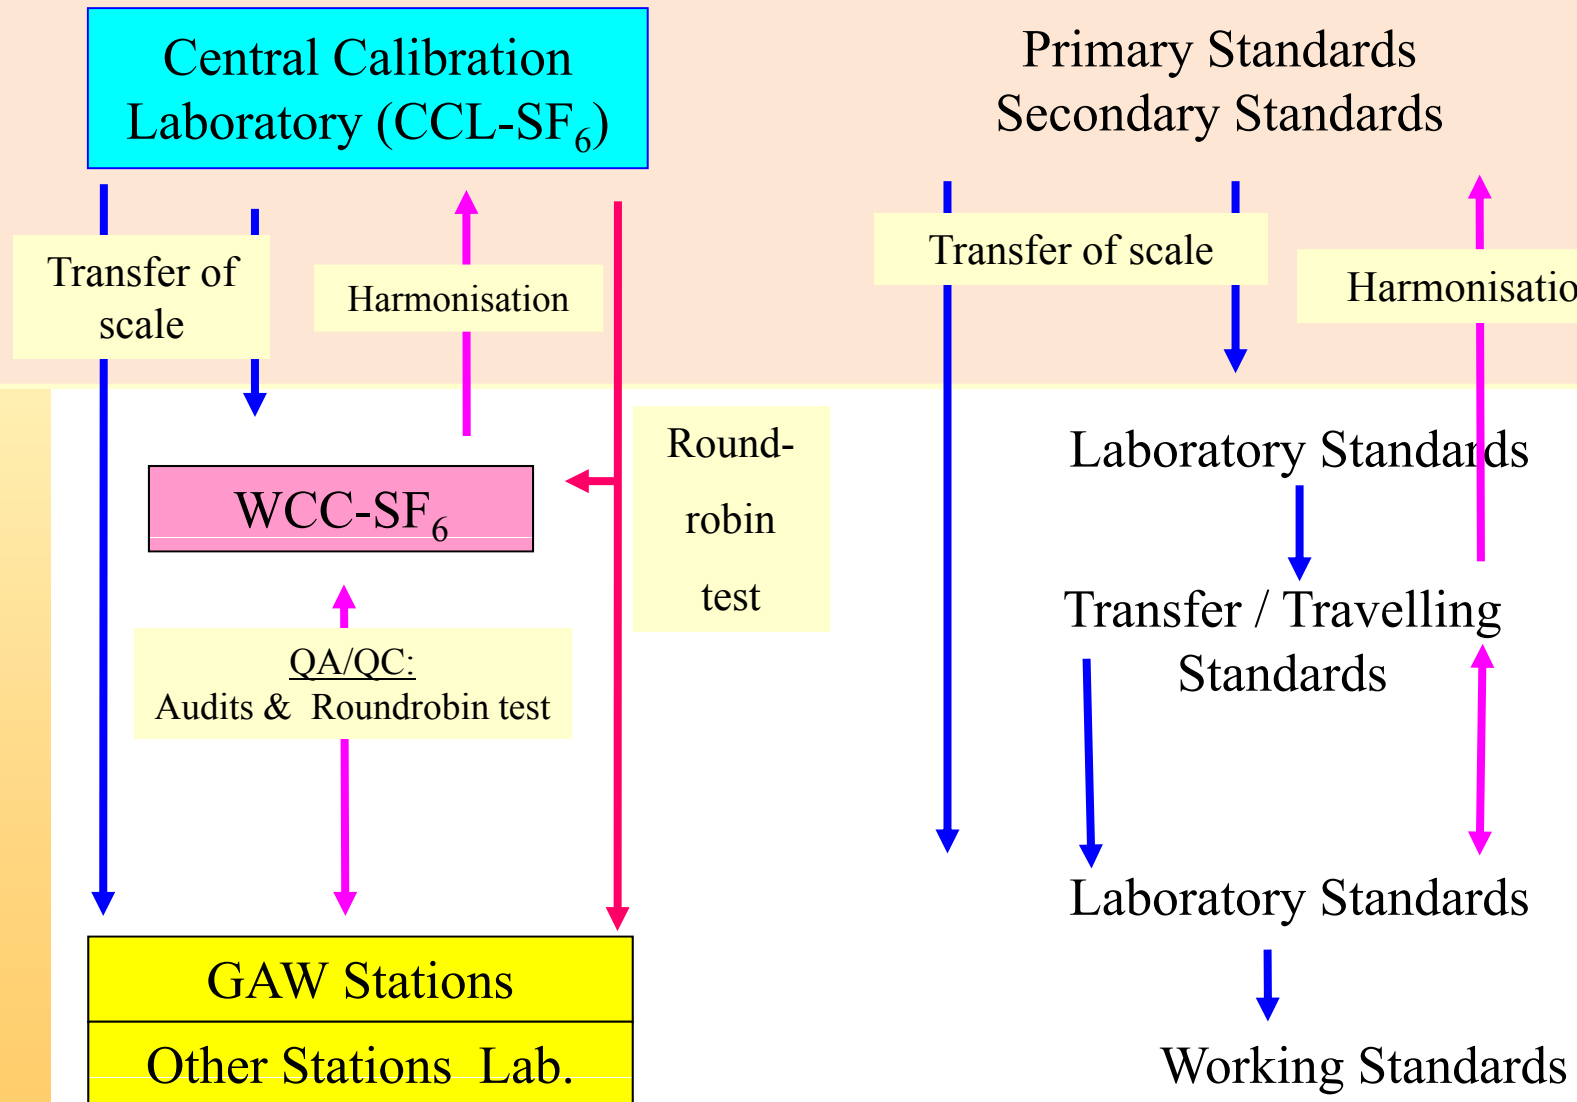 Central Calibration
Laboratory (CCL-SF₆)
Transfer of
scale
Harmonisation
WCC-SF₆
Round-
robin
test
QA/QC:
Audits & Roundrobin test
GAW Stations
Other Stations Lab.
Primary Standards
Secondary Standards
Transfer of scale
Harmonisatio
Laboratory Standards
Transfer / Travelling
Standards
Laboratory Standards
Working Standards